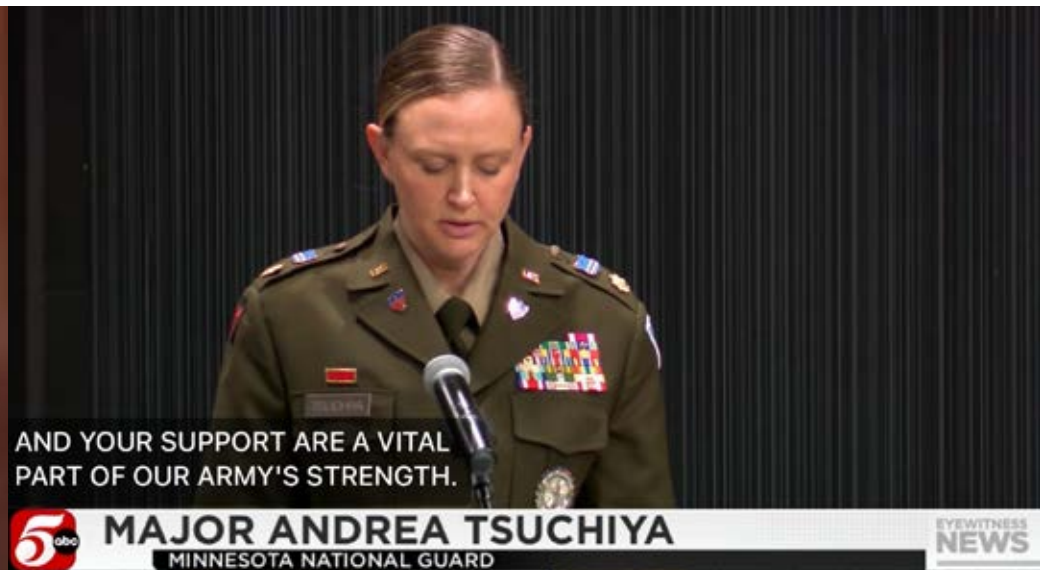 TSUCHIYA
AND YOUR SUPPORT ARE A VITAL
PART OF OUR ARMY'S STRENGTH.
5 abc
MAJOR ANDREA TSUCHIYA
MINNESOTA NATIONAL GUARD
EYEWITNESS
NEWS